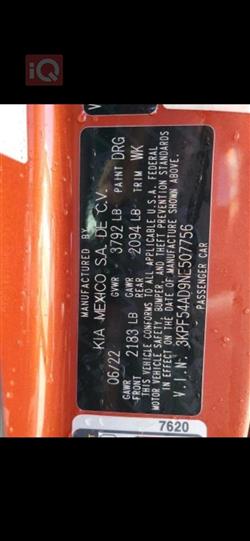 iQ
MANUFACTURED BY
KIA MEXICO S.A. DE C.V.
06/22 GVWR 3792 LB PAINT DRG
GAWR FRONT 2183 LB GAWR REAR 2094 LB TRIM WK
THIS VEHICLE CONFORMS TO ALL APPLICABLE U.S.A. FEDERAL
MOTOR VEHICLE SAFETY, BUMPER, AND THEFT PREVENTION STANDARDS
IN EFFECT ON THE DATE OF MANUFACTURE SHOWN ABOVE.
V.I.N: 3KPF54AD9NE507756
PASSENGER CAR
7620